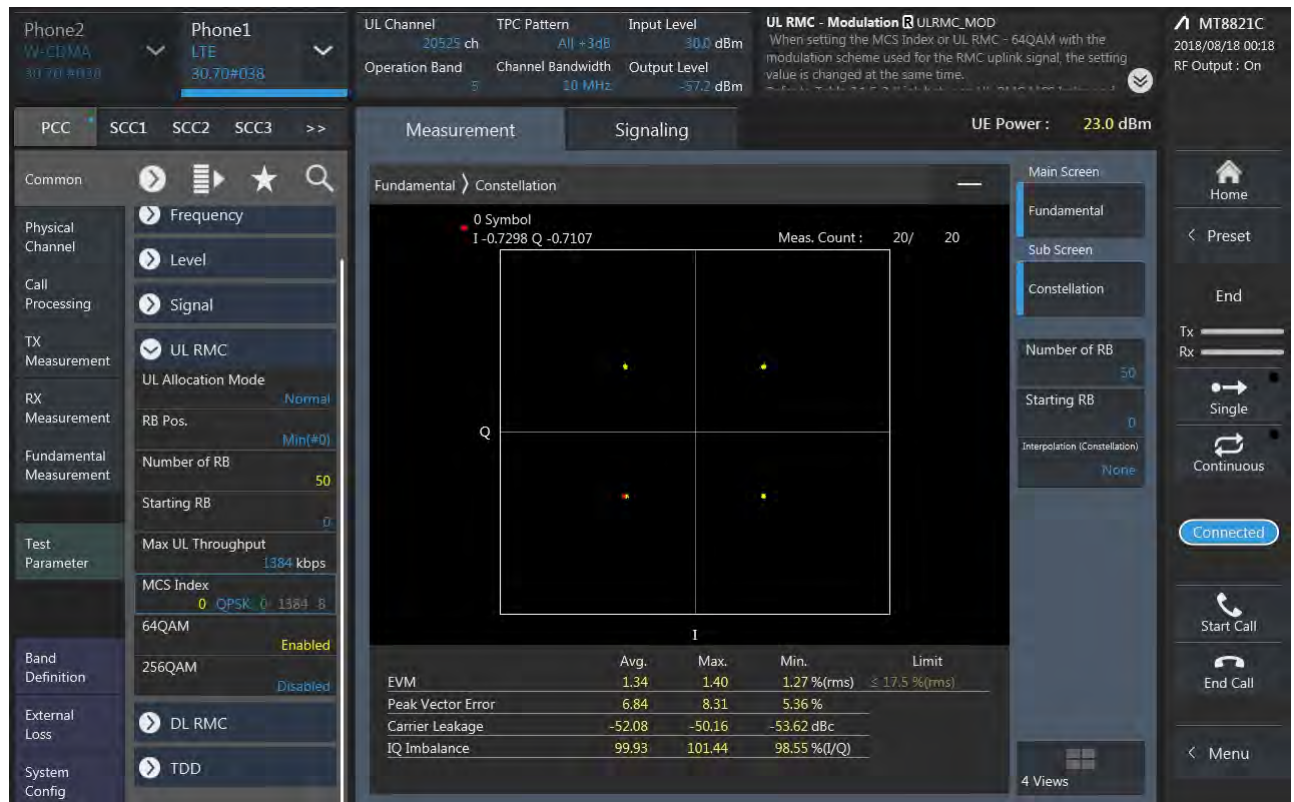 Phone2
W-CDMA
30.70 #038
Phone1
LTE
30.70#038
UL Channel
20525 ch
Operation Band
5
TPC Pattern
All +3dB
Channel Bandwidth
10 MHz
Input Level
30.0 dBm
Output Level
-57.2 dBm
UL RMC - Modulation R ULRMC_MOD
When setting the MCS Index or UL RMC - 64QAM with the
modulation scheme used for the RMC uplink signal, the setting
value is changed at the same time.
MT8821C
2018/08/18 00:18
RF Output : On
PCC SCC1 SCC2 SCC3 >>
Measurement
Signaling
UE Power : 23.0 dBm
Common
Physical
Channel
Call
Processing
TX
Measurement
RX
Measurement
Fundamental
Measurement
Test
Parameter
Band
Definition
External
Loss
System
Config
Frequency
Level
Signal
UL RMC
UL Allocation Mode
Normal
RB Pos.
Min(#0)
Number of RB
50
Starting RB
0
Max UL Throughput
1384 kbps
MCS Index
0 QPSK 0 1384 8
64QAM
Enabled
256QAM
Disabled
DL RMC
TDD
Fundamental > Constellation
0 Symbol
I -0.7298 Q -0.7107
Meas. Count : 20/ 20
Q
I
Avg. Max. Min. Limit
EVM 1.34 1.40 1.27 %(rms) ≤ 17.5 %(rms)
Peak Vector Error 6.84 8.31 5.36 %
Carrier Leakage -52.08 -50.16 -53.62 dBc
IQ Imbalance 99.93 101.44 98.55 %(I/Q)
Main Screen
Fundamental
Sub Screen
Constellation
Number of RB
50
Starting RB
0
Interpolation (Constellation)
None
4 Views
Home
< Preset
End
Tx
Rx
Single
Continuous
Connected
Start Call
End Call
< Menu